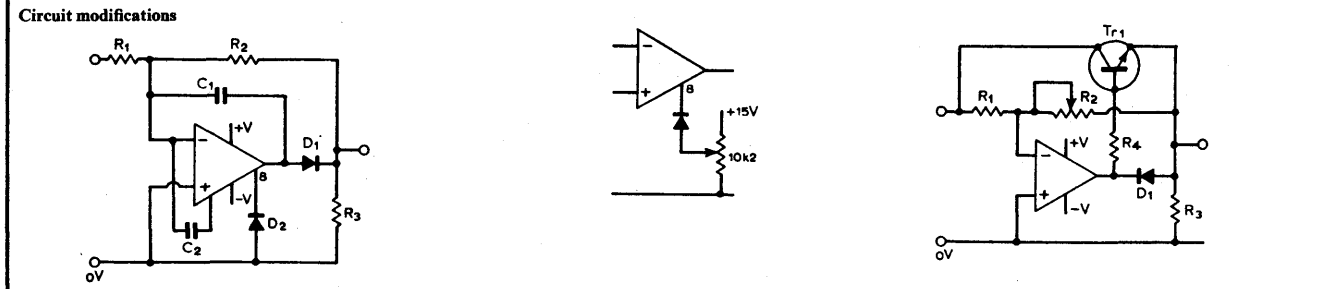 Circuit modifications
R1
R2
C1
+V
−
+
8
−V
D1
R3
C2
D2
0V
−
+
8
+15V
10k2
Tr1
R1
R2
+V
−
+
−V
R4
D1
R3
0V